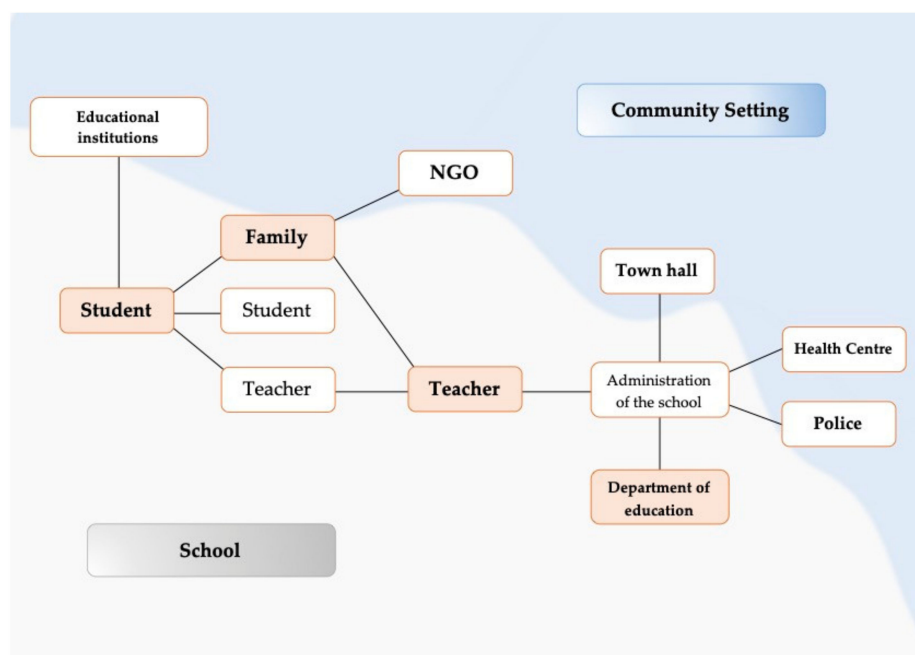 Educational
institutions
Community Setting
NGO
Family
Town hall
Student
Student
Health Centre
Teacher
Teacher
Administration
of the school
Police
Department of
education
School